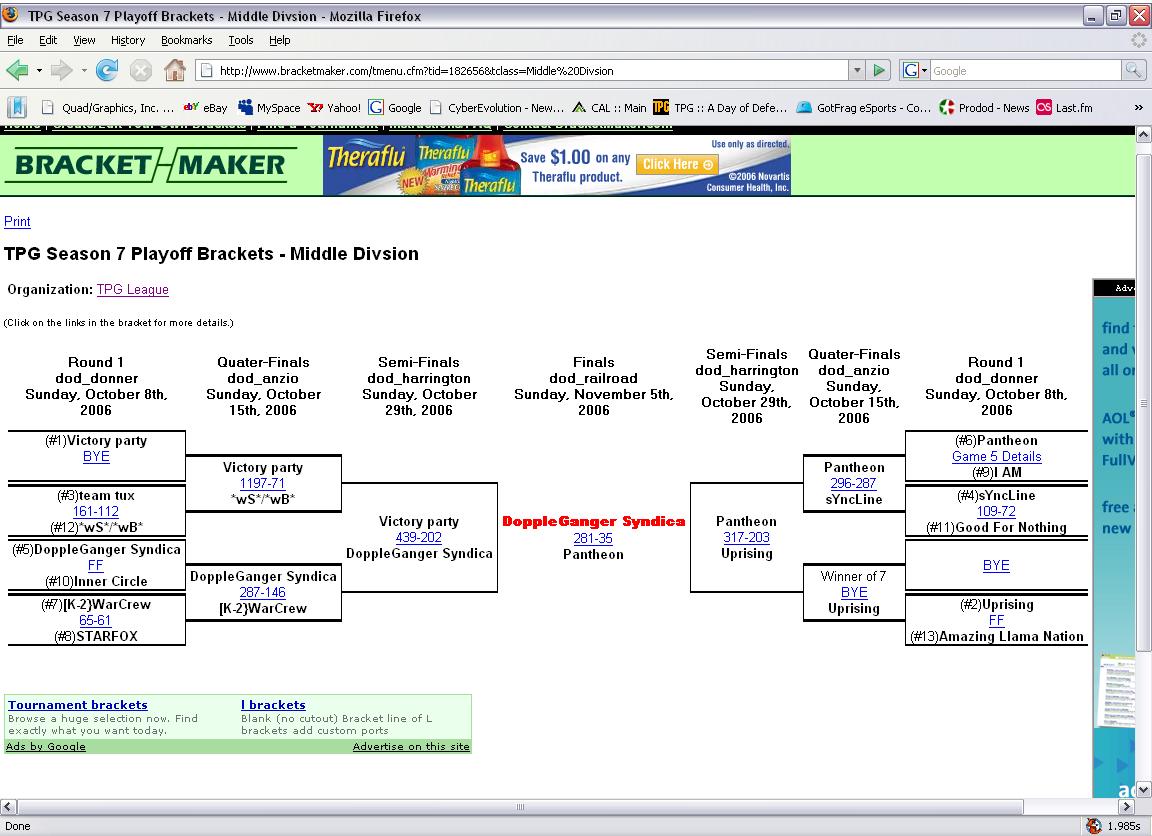 TPG Season 7 Playoff Brackets - Middle Divsion - Mozilla Firefox
File Edit View History Bookmarks Tools Help
http://www.bracketmaker.com/tmenu.cfm?tid=182656&tclass=Middle%20Divsion
Google
Quad/Graphics, Inc. ... eBay MySpace Yahoo! Google CyberEvolution - New... CAL :: Main TPG :: A Day of Defe... GotFrag eSports - Co... Prodod - News Last.fm »
BRACKET MAKER
Theraflu
Theraflu
Warming
NEW
Theraflu
Save $1.00 on any
Theraflu product.
Click Here
Use only as directed.
©2006 Novartis
Consumer Health, Inc.
Print
TPG Season 7 Playoff Brackets - Middle Divsion
Organization: TPG League
(Click on the links in the bracket for more details.)
Round 1
dod_donner
Sunday, October 8th,
2006
Quater-Finals
dod_anzio
Sunday, October
15th, 2006
Semi-Finals
dod_harrington
Sunday, October
29th, 2006
Finals
dod_railroad
Sunday, November 5th,
2006
Semi-Finals
dod_harrington
Sunday,
October 29th,
2006
Quater-Finals
dod_anzio
Sunday,
October 15th,
2006
Round 1
dod_donner
Sunday, October 8th,
2006
(#1)Victory party
BYE
(#3)team tux
161-112
(#12)*wS*/*wB*
(#5)DoppleGanger Syndica
FF
(#10)Inner Circle
(#7)[K-2}WarCrew
65-61
(#8)STARFOX
Victory party
1197-71
*wS*/*wB*
DoppleGanger Syndica
287-146
[K-2}WarCrew
Victory party
439-202
DoppleGanger Syndica
DoppleGanger Syndica
281-35
Pantheon
Pantheon
317-203
Uprising
Pantheon
296-287
sYncLine
Winner of 7
BYE
Uprising
(#6)Pantheon
Game 5 Details
(#9)I AM
(#4)sYncLine
109-72
(#11)Good For Nothing
BYE
(#2)Uprising
FF
(#13)Amazing Llama Nation
Adv
find
and
all
AOL®
with
Full
free
new
Tournament brackets
Browse a huge selection now. Find
exactly what you want today.
I brackets
Blank (no cutout) Bracket line of L
brackets add custom ports
Ads by Google
Advertise on this site
Done
1.985s